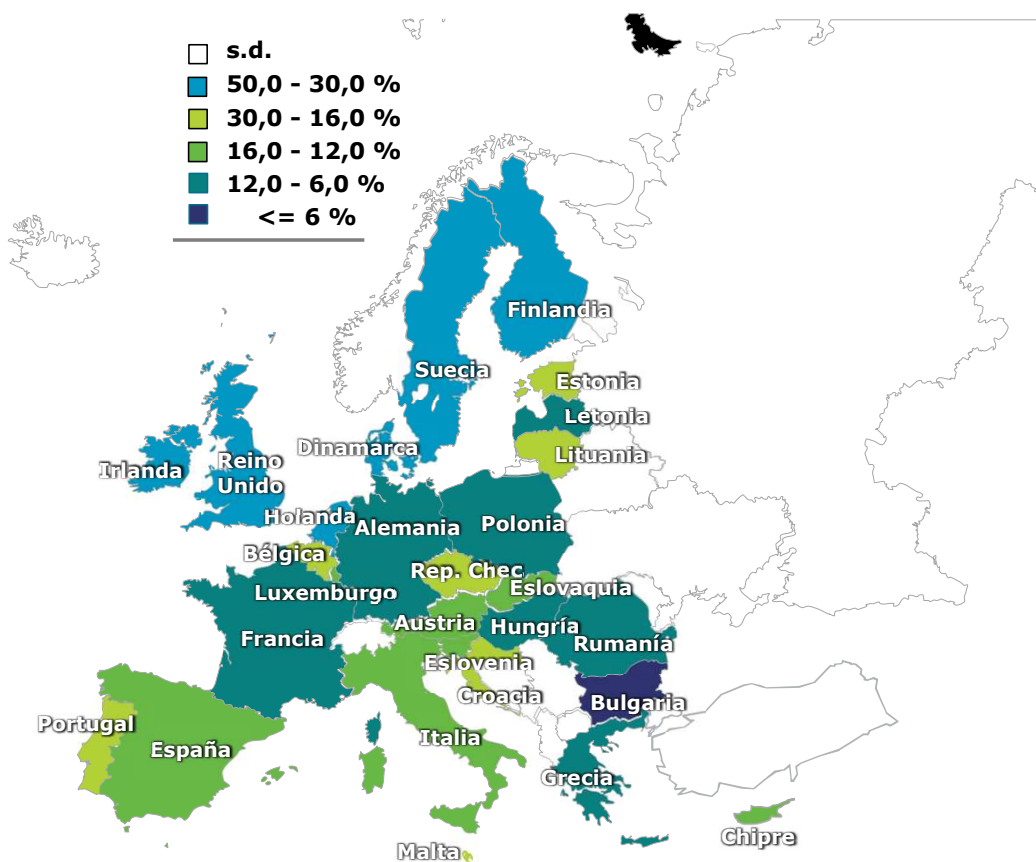 s.d.
50,0 - 30,0 %
30,0 - 16,0 %
16,0 - 12,0 %
12,0 - 6,0 %
<= 6 %
Finlandia
Suecia
Estonia
Letonia
Dinamarca
Lituania
Irlanda
Reino
Unido
Holanda
Alemania
Polonia
Bélgica
Rep. Chec
Luxemburgo
Eslovaquia
Austria
Hungría
Francia
Rumanía
Eslovenia
Croacia
Bulgaria
Portugal
España
Italia
Grecia
Chipre
Malta